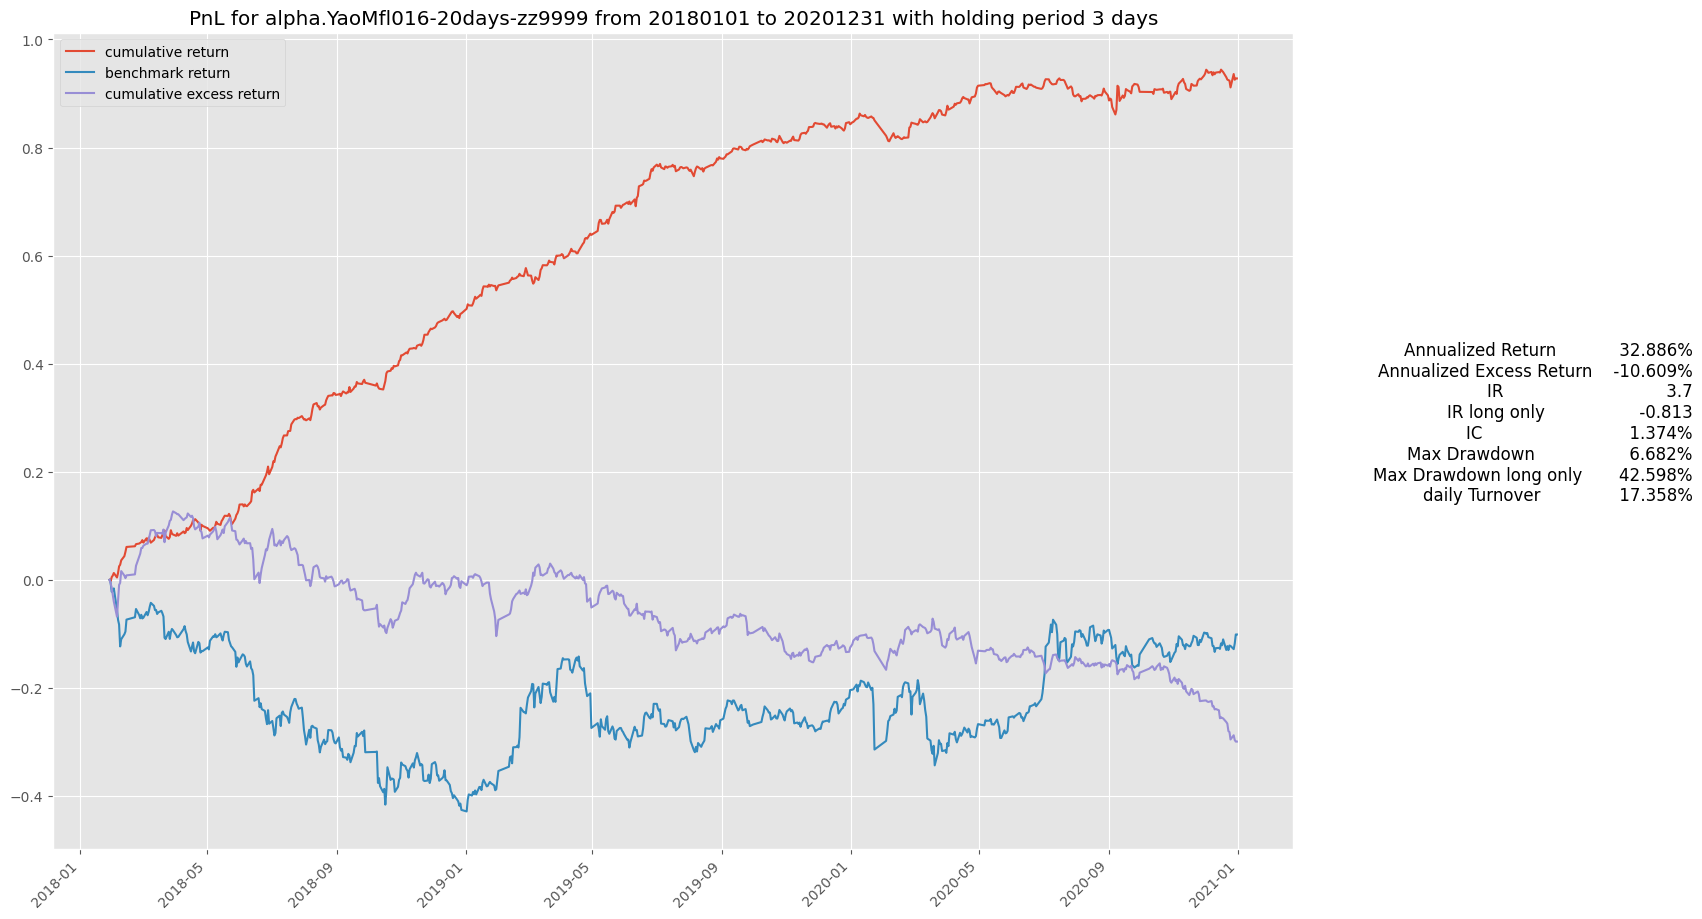 PnL for alpha.YaoMfl016-20days-zz9999 from 20180101 to 20201231 with holding period 3 days
cumulative return
benchmark return
cumulative excess return
1.0
0.8
0.6
0.4
0.2
0.0
−0.2
−0.4
2018-01
2018-05
2018-09
2019-01
2019-05
2019-09
2020-01
2020-05
2020-09
2021-01
Annualized Return 32.886%
Annualized Excess Return -10.609%
IR 3.7
IR long only -0.813
IC 1.374%
Max Drawdown 6.682%
Max Drawdown long only 42.598%
daily Turnover 17.358%